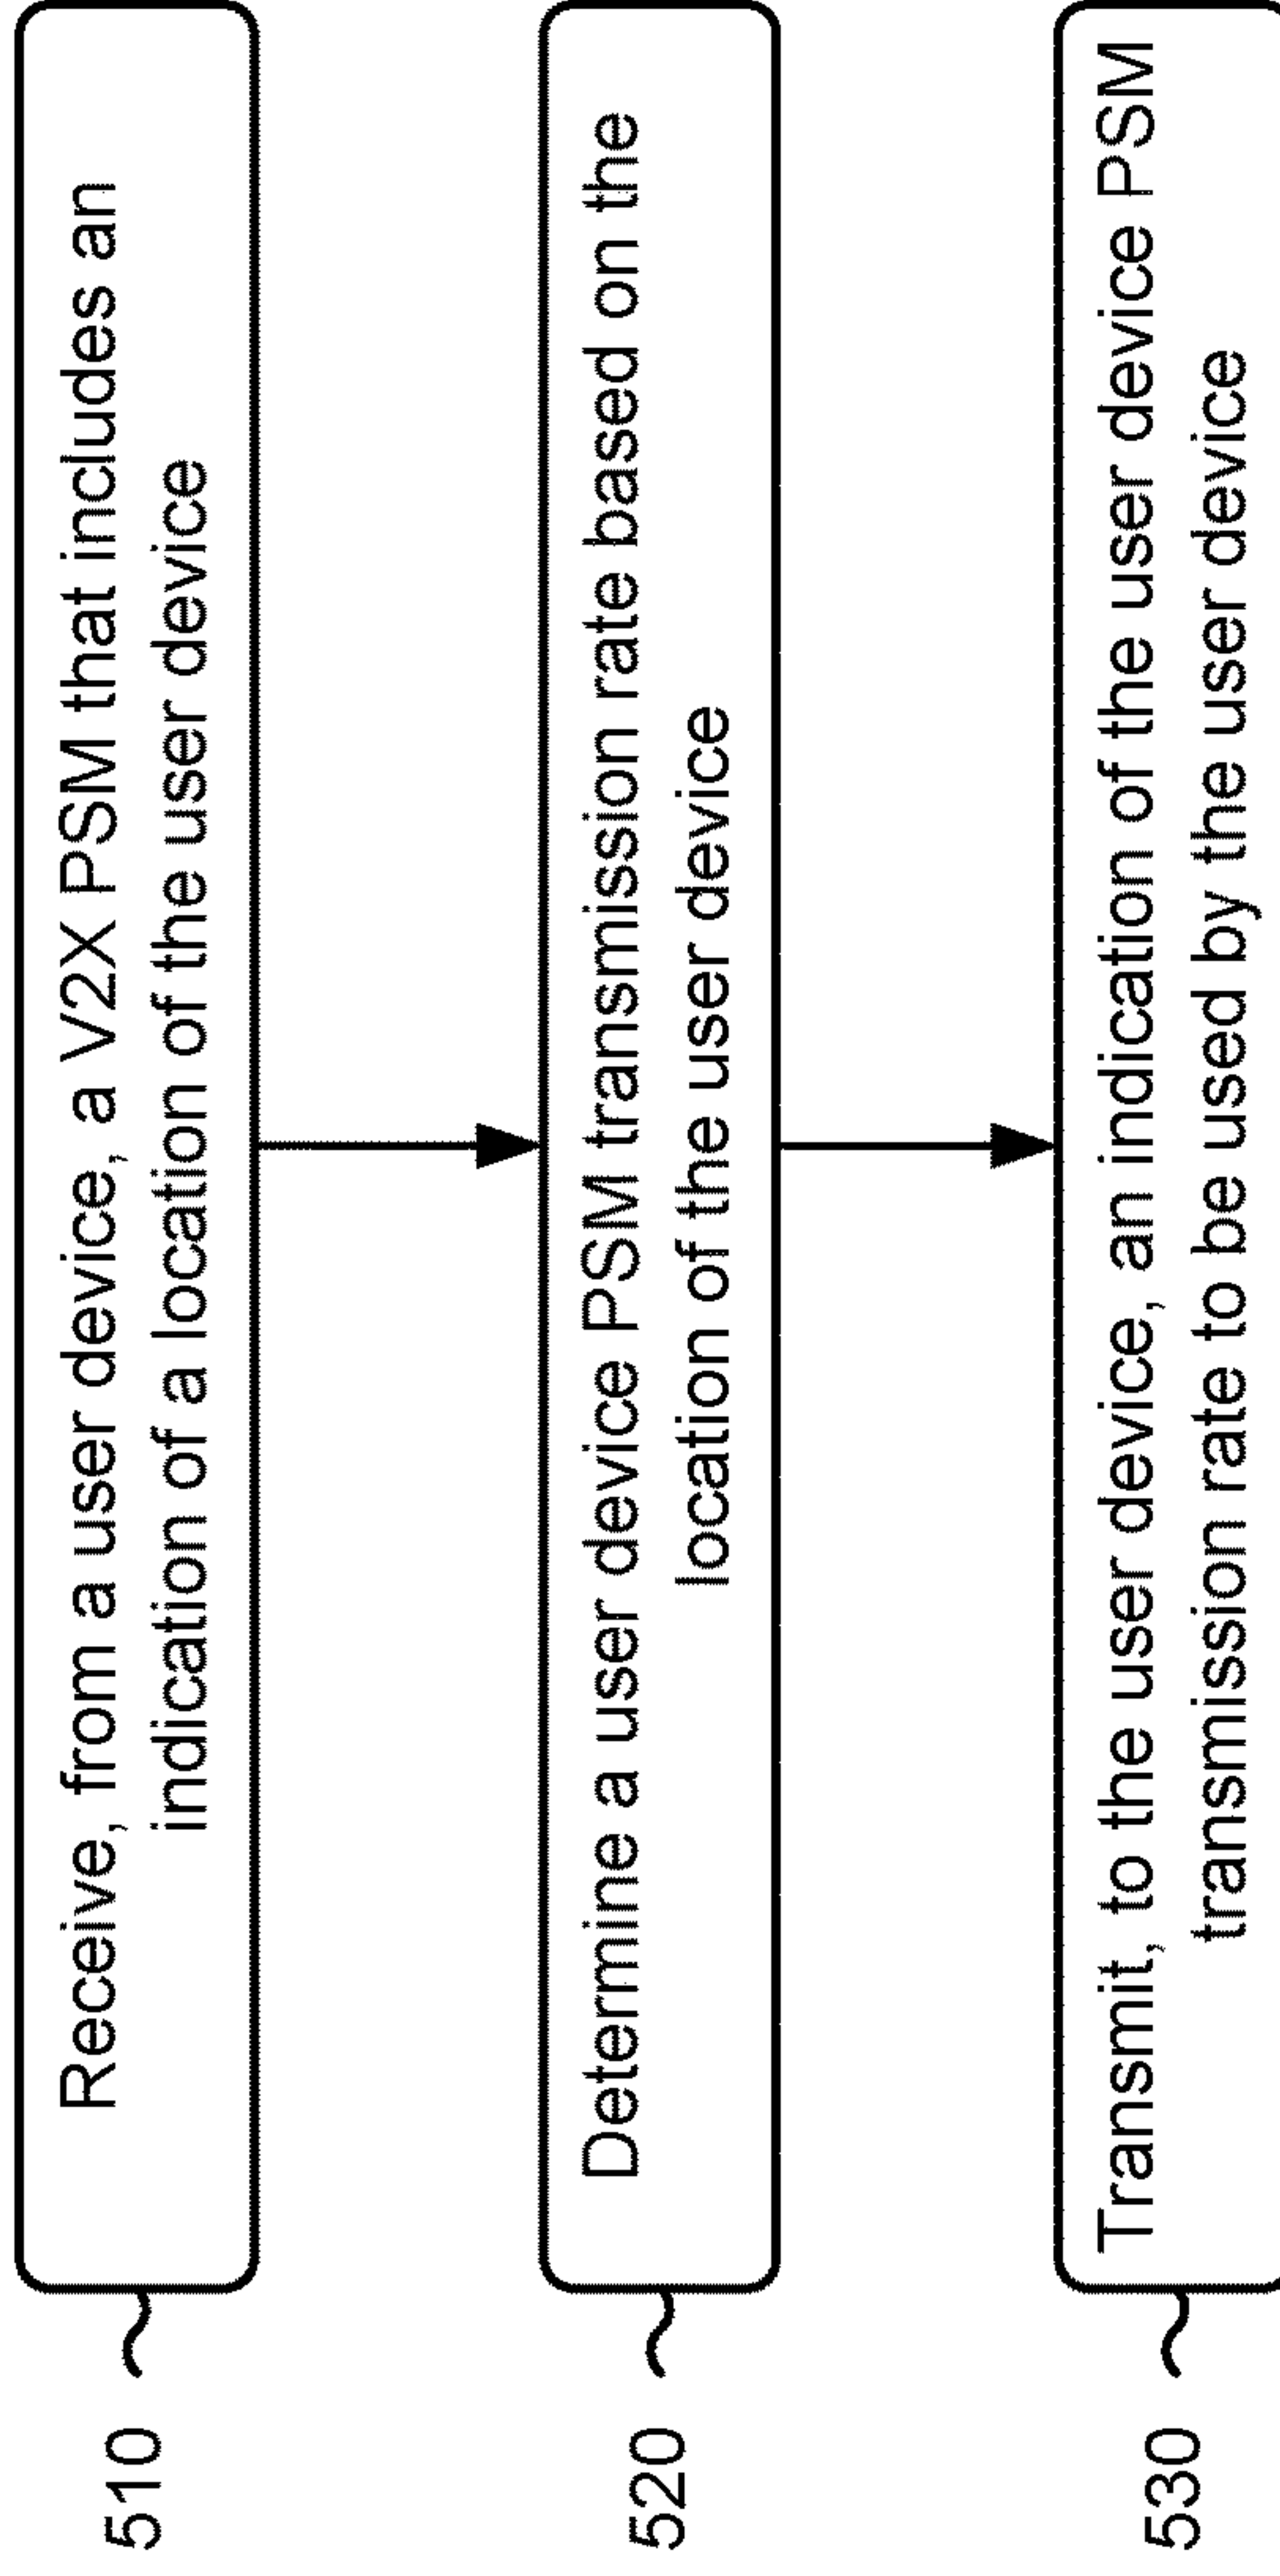 510
Receive, from a user device, a V2X PSM that includes an
indication of a location of the user device
520
Determine a user device PSM transmission rate based on the
location of the user device
530
Transmit, to the user device, an indication of the user device PSM
transmission rate to be used by the user device